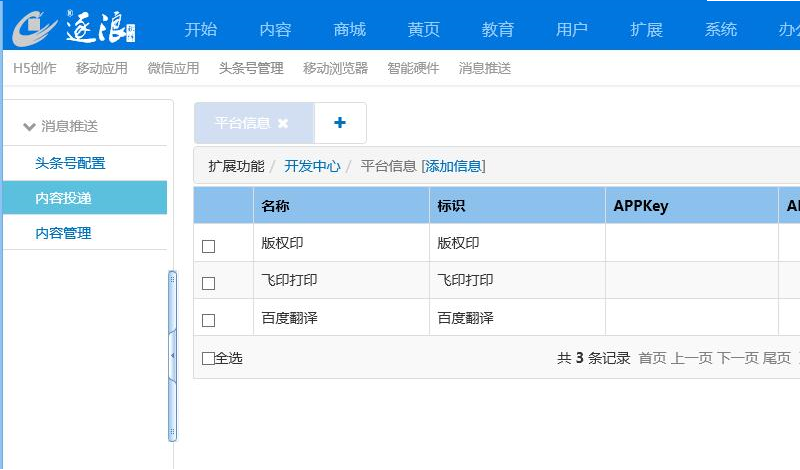 逐浪
开始 内容 商城 黄页 教育 用户 扩展 系统 办
H5创作 移动应用 微信应用 头条号管理 移动浏览器 智能硬件 消息推送
消息推送
头条号配置
内容投递
内容管理
平台信息
扩展功能 / 开发中心 / 平台信息 [添加信息]
名称 标识 APPKey
版权印 版权印
飞印打印 飞印打印
百度翻译 百度翻译
全选 共 3 条记录 首页 上一页 下一页 尾页